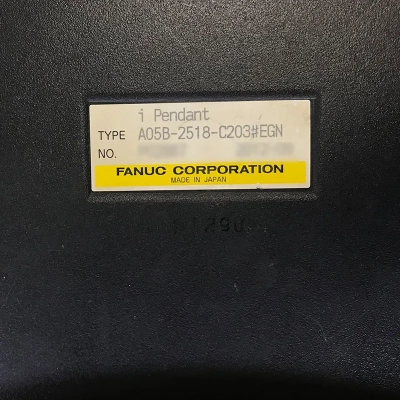 i Pendant
TYPE A05B-2518-C203#EGN
NO.
FANUC CORPORATION
MADE IN JAPAN